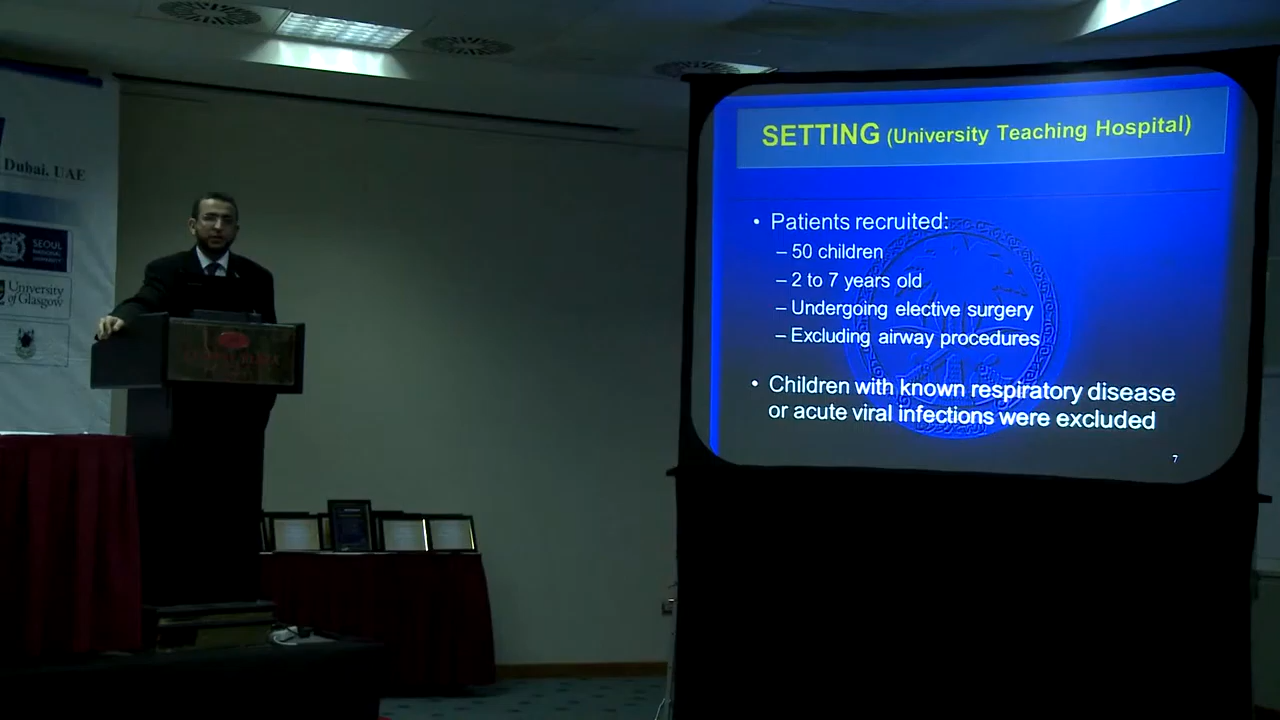 Dubai, UAE
SEOUL
NATIONAL
UNIVERSITY
University
of Glasgow
SETTING (University Teaching Hospital)
• Patients recruited:
– 50 children
– 2 to 7 years old
– Undergoing elective surgery
– Excluding airway procedures
• Children with known respiratory disease
or acute viral infections were excluded
7